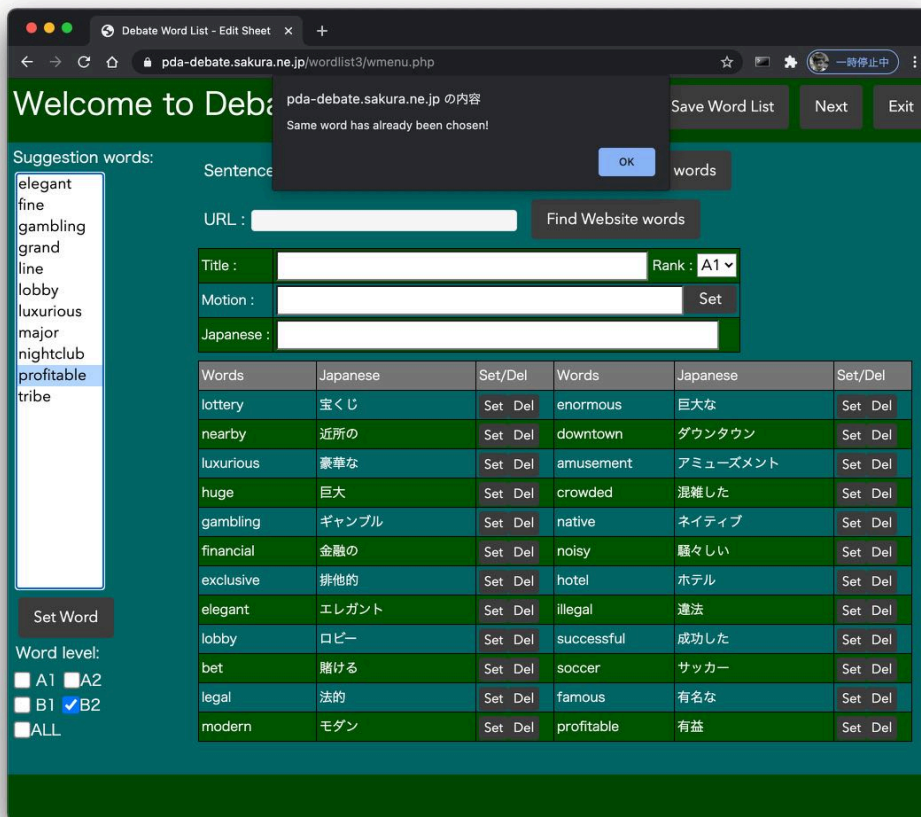 Debate Word List - Edit Sheet
pda-debate.sakura.ne.jp/wordlist3/wmenu.php
一時停止中
pda-debate.sakura.ne.jp の内容
Same word has already been chosen!
OK
Welcome to Deba
Save Word List Next Exit
Suggestion words:
elegant
fine
gambling
grand
line
lobby
luxurious
major
nightclub
profitable
tribe
Set Word
Word level:
A1 A2
B1 B2
ALL
Sentence words
URL : Find Website words
Title : Rank : A1
Motion : Set
Japanese :
Words Japanese Set/Del Words Japanese Set/Del
lottery 宝くじ Set Del enormous 巨大な Set Del
nearby 近所の Set Del downtown ダウンタウン Set Del
luxurious 豪華な Set Del amusement アミューズメント Set Del
huge 巨大 Set Del crowded 混雑した Set Del
gambling ギャンブル Set Del native ネイティブ Set Del
financial 金融の Set Del noisy 騒々しい Set Del
exclusive 排他的 Set Del hotel ホテル Set Del
elegant エレガント Set Del illegal 違法 Set Del
lobby ロビー Set Del successful 成功した Set Del
bet 賭ける Set Del soccer サッカー Set Del
legal 法的 Set Del famous 有名な Set Del
modern モダン Set Del profitable 有益 Set Del